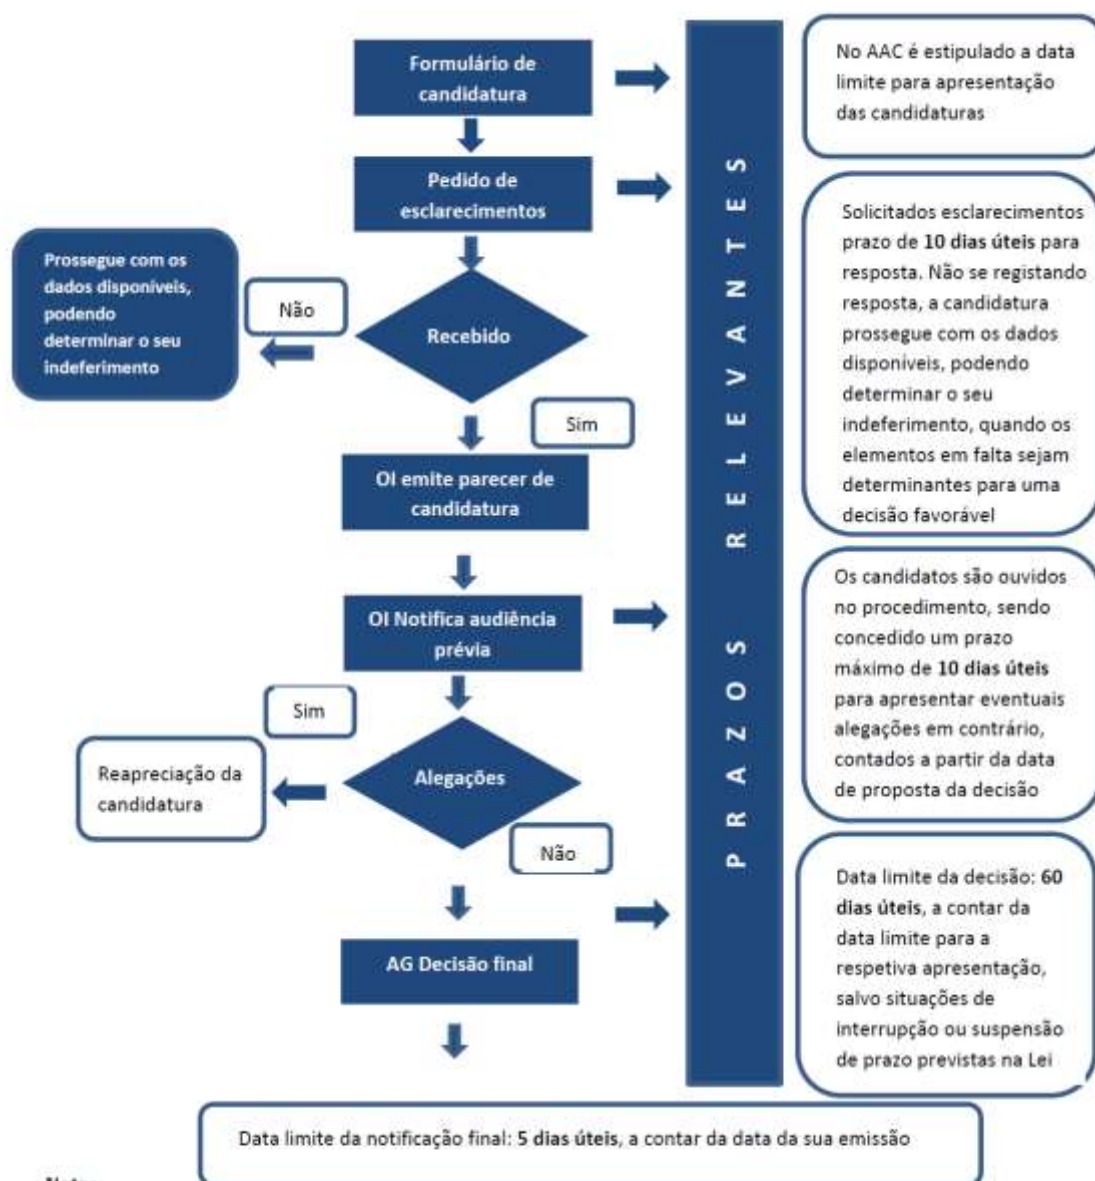 Formulário de
candidatura
No AAC é estipulado a data
limite para apresentação
das candidaturas
Pedido de
esclarecimentos
Solicitados esclarecimentos
prazo de 10 dias úteis para
resposta. Não se registando
resposta, a candidatura
prossegue com os dados
disponíveis, podendo
determinar o seu
indeferimento, quando os
elementos em falta sejam
determinantes para uma
decisão favorável
Prossegue com os
dados disponíveis,
podendo
determinar o seu
indeferimento
Não
Recebido
Sim
OI emite parecer de
candidatura
OI Notifica audiência
prévia
Os candidatos são ouvidos
no procedimento, sendo
concedido um prazo
máximo de 10 dias úteis
para apresentar eventuais
alegações em contrário,
contados a partir da data
de proposta da decisão
Sim
Reapreciação da
candidatura
Alegações
Não
AG Decisão final
Data limite da decisão: 60
dias úteis, a contar da
data limite para a
respetiva apresentação,
salvo situações de
interrupção ou suspensão
de prazo previstas na Lei
PRAZOS RELEVANTES
Data limite da notificação final: 5 dias úteis, a contar da data da sua emissão